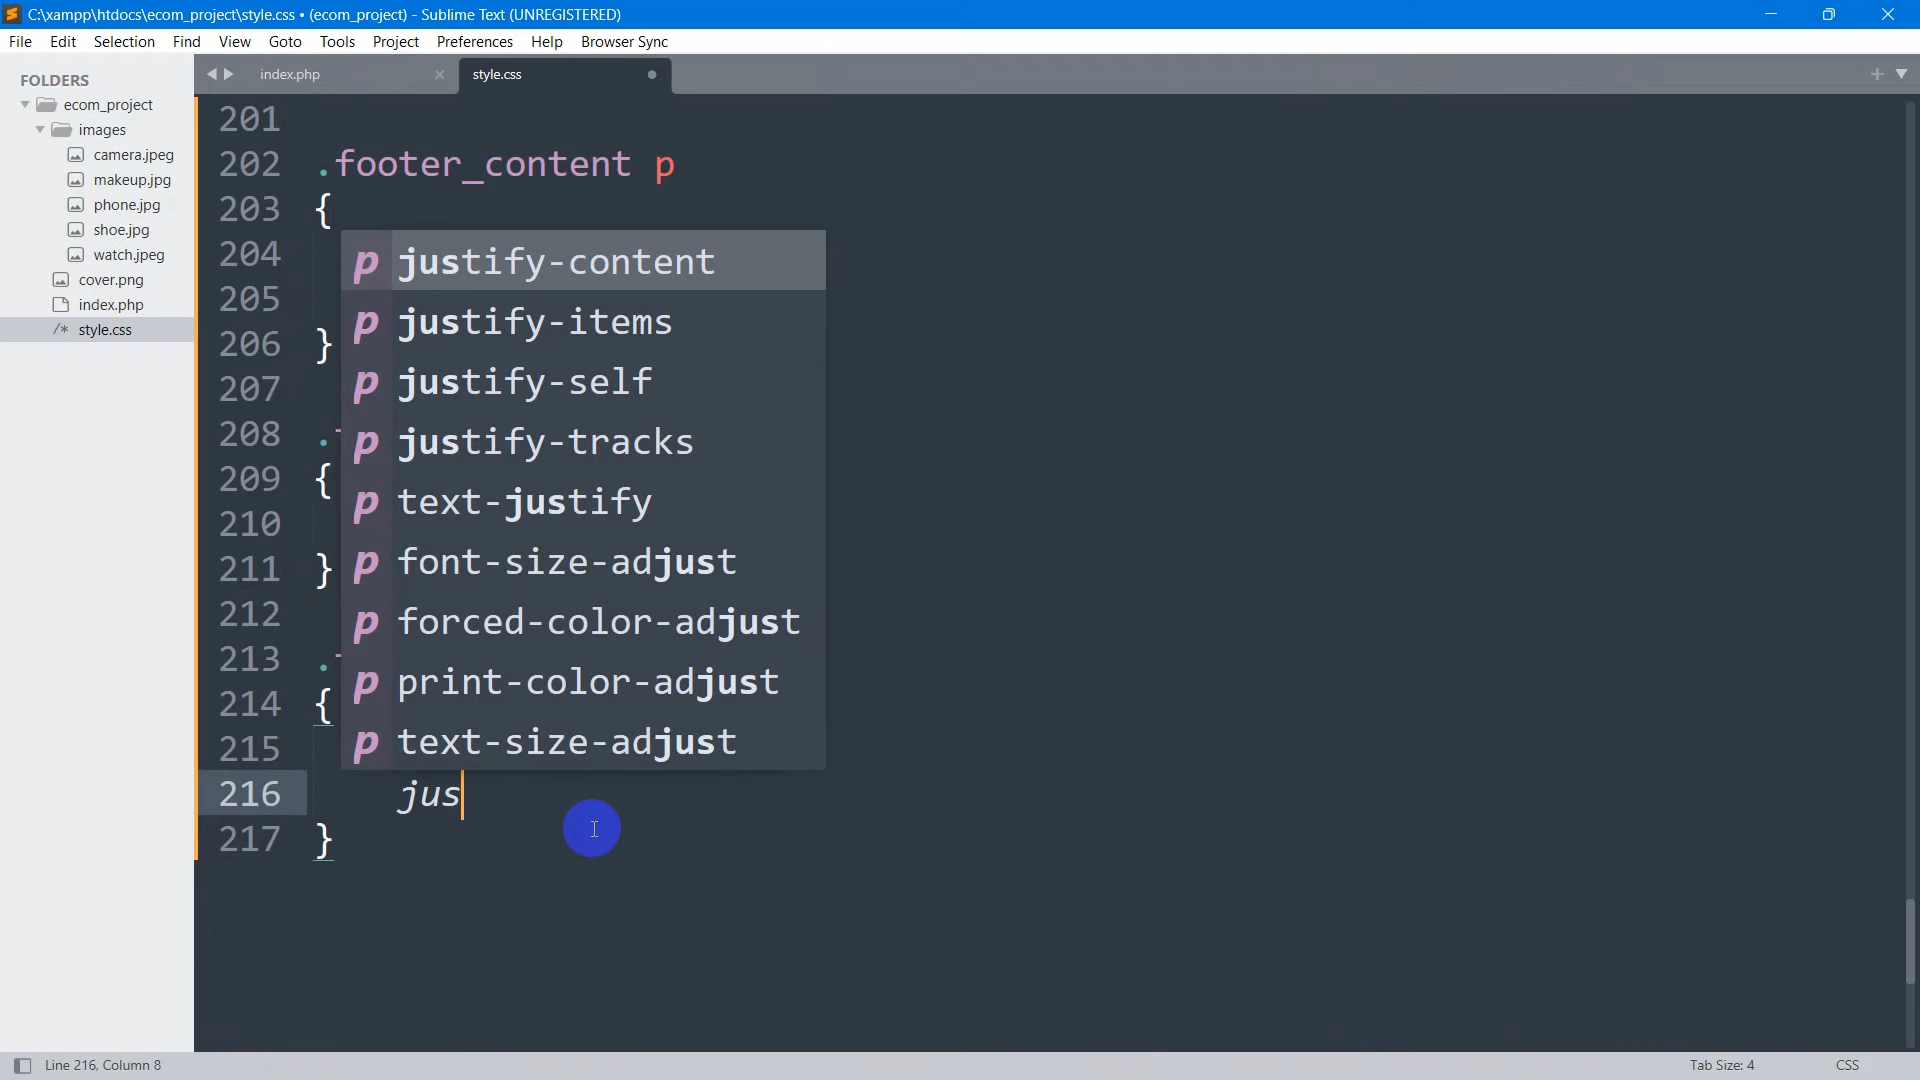 C:\xampp\htdocs\ecom_project\style.css • (ecom_project) - Sublime Text (UNREGISTERED)
File Edit Selection Find View Goto Tools Project Preferences Help Browser Sync
FOLDERS
ecom_project
images
camera.jpeg
makeup.jpg
phone.jpg
shoe.jpg
watch.jpeg
cover.png
index.php
/* style.css
index.php
style.css
201
202 .footer_content p
203 {
204
205
206 }
207
208 .
209 {
210
211 }
212
213 .
214 {
215
216 jus
217 }
p justify-content
p justify-items
p justify-self
p justify-tracks
p text-justify
p font-size-adjust
p forced-color-adjust
p print-color-adjust
p text-size-adjust
Line 216, Column 8
Tab Size: 4
CSS